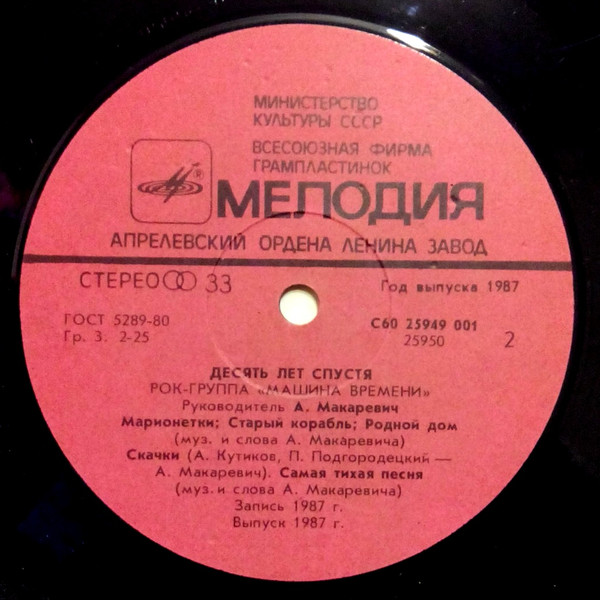 МИНИСТЕРСТВО
КУЛЬТУРЫ СССР
ВСЕСОЮЗНАЯ ФИРМА
ГРАМПЛАСТИНОК
® МЕЛОДИЯ
АПРЕЛЕВСКИЙ ОРДЕНА ЛЕНИНА ЗАВОД
СТЕРЕО 33
Год выпуска 1987
ГОСТ 5289-80
Гр. 3. 2-25
С60 25949 001
25950
2
ДЕСЯТЬ ЛЕТ СПУСТЯ
РОК-ГРУППА «МАШИНА ВРЕМЕНИ»
Руководитель А. Макаревич
Марионетки; Старый корабль; Родной дом
(муз. и слова А. Макаревича)
Скачки (А. Кутиков, П. Подгородецкий —
А. Макаревич). Самая тихая песня
(муз. и слова А. Макаревича)
Запись 1987 г.
Выпуск 1987 г.